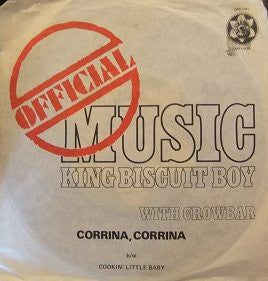 OFFICIAL
MUSIC
KING BISCUIT BOY
WITH CROWBAR
CORRINA, CORRINA
b/w
COOKIN' LITTLE BABY